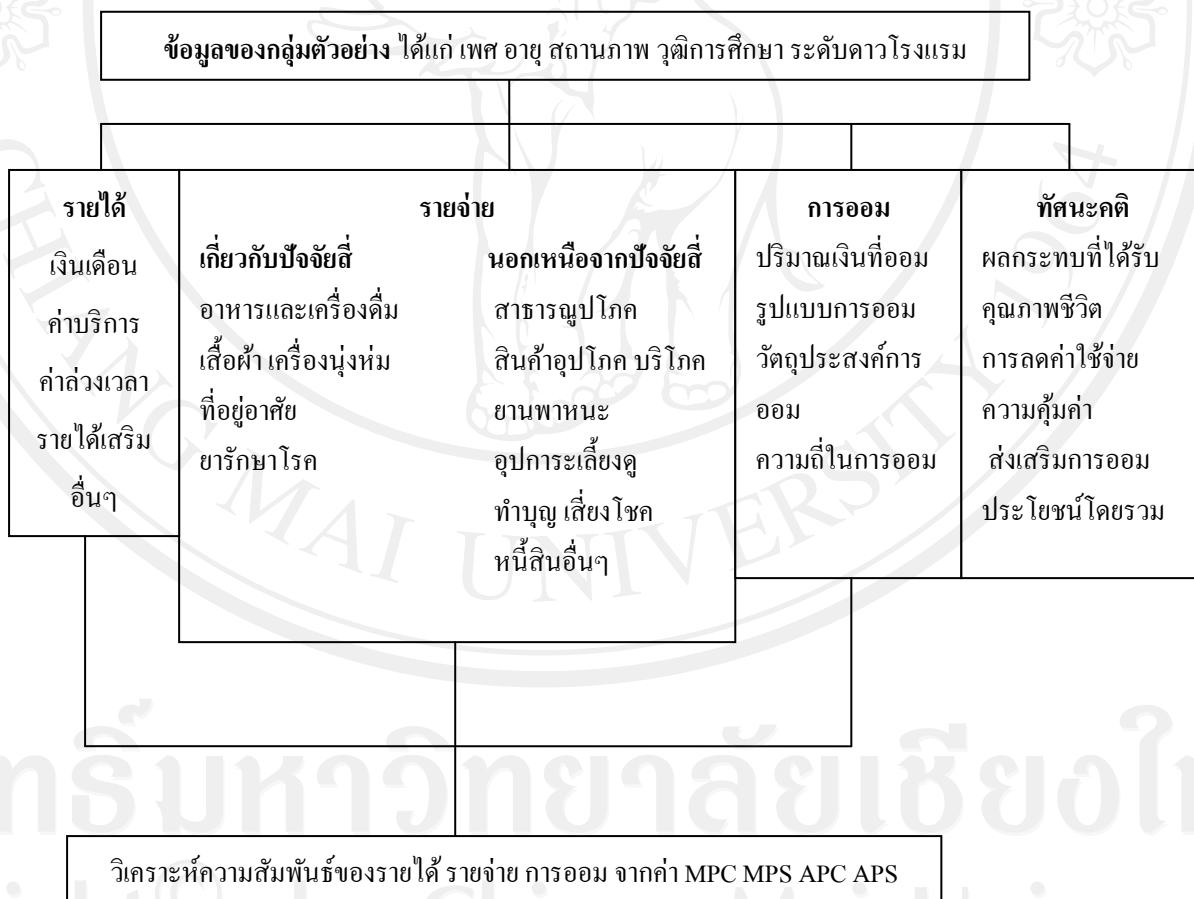 ข้อมูลของกลุ่มตัวอย่าง ได้แก่ เพศ อายุ สถานภาพ วุฒิการศึกษา ระดับดาวโรงแรม
รายได้
เงินเดือน
ค่าบริการ
ค่าล่วงเวลา
รายได้เสริม
อื่นๆ
รายจ่าย
เกี่ยวกับปัจจัยสี่
อาหารและเครื่องดื่ม
เสื้อผ้า เครื่องนุ่งห่ม
ที่อยู่อาศัย
ยารักษาโรค
นอกเหนือจากปัจจัยสี่
สาธารณูปโภค
สินค้าอุปโภค บริโภค
ยานพาหนะ
อุปการะเลี้ยงดู
ทำบุญ เสี่ยงโชค
หนี้สินอื่นๆ
การออม
ปริมาณเงินที่ออม
รูปแบบการออม
วัตถุประสงค์การ
ออม
ความถี่ในการออม
ทัศนะคติ
ผลกระทบที่ได้รับ
คุณภาพชีวิต
การลดค่าใช้จ่าย
ความคุ้มค่า
ส่งเสริมการออม
ประโยชน์โดยรวม
วิเคราะห์ความสัมพันธ์ของรายได้ รายจ่าย การออม จากค่า MPC MPS APC APS
CHIANG MAI UNIVERSITY 1964
มหาวิทยาลัยเชียงให